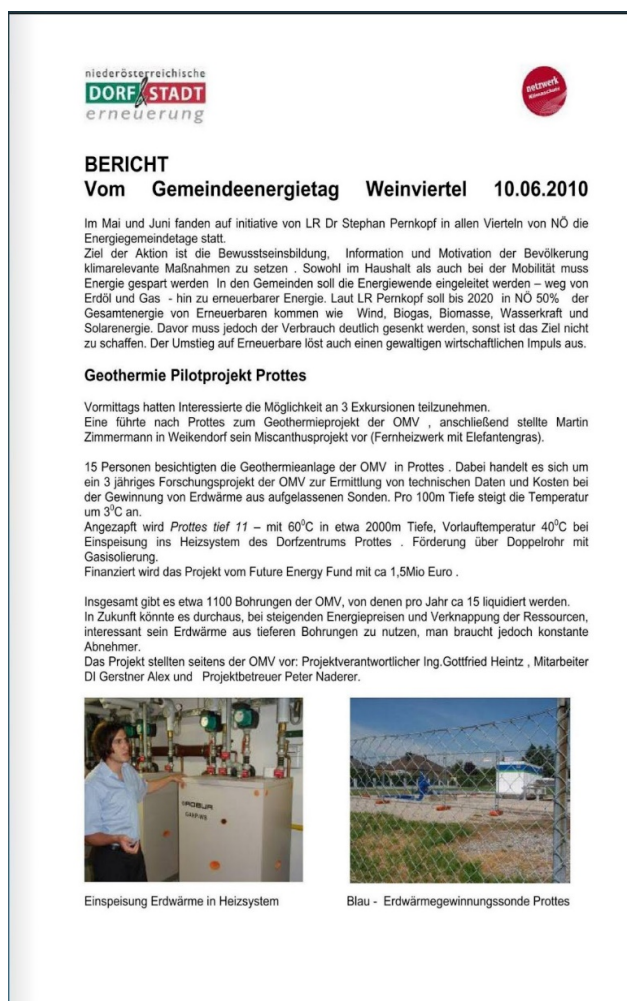 niederösterreichische
DORF STADT
erneuerung
netzwerk
BERICHT
Vom Gemeindeenergietag Weinviertel 10.06.2010
Im Mai und Juni fanden auf initiative von LR Dr Stephan Pernkopf in allen Vierteln von NÖ die
Energiegemeindetage statt.
Ziel der Aktion ist die Bewusstseinsbildung, Information und Motivation der Bevölkerung
klimarelevante Maßnahmen zu setzen . Sowohl im Haushalt als auch bei der Mobilität muss
Energie gespart werden In den Gemeinden soll die Energiewende eingeleitet werden – weg von
Erdöl und Gas - hin zu erneuerbarer Energie. Laut LR Pernkopf soll bis 2020 in NÖ 50% der
Gesamtenergie von Erneuerbaren kommen wie Wind, Biogas, Biomasse, Wasserkraft und
Solarenergie. Davor muss jedoch der Verbrauch deutlich gesenkt werden, sonst ist das Ziel nicht
zu schaffen. Der Umstieg auf Erneuerbare löst auch einen gewaltigen wirtschaftlichen Impuls aus.
Geothermie Pilotprojekt Prottes
Vormittags hatten Interessierte die Möglichkeit an 3 Exkursionen teilzunehmen.
Eine führte nach Prottes zum Geothermieprojekt der OMV , anschließend stellte Martin
Zimmermann in Weikendorf sein Miscanthusprojekt vor (Fernheizwerk mit Elefantengras).
15 Personen besichtigten die Geothermieanlage der OMV in Prottes . Dabei handelt es sich um
ein 3 jähriges Forschungsprojekt der OMV zur Ermittlung von technischen Daten und Kosten bei
der Gewinnung von Erdwärme aus aufgelassenen Sonden. Pro 100m Tiefe steigt die Temperatur
um 3⁰C an.
Angezapft wird Prottes tief 11 – mit 60⁰C in etwa 2000m Tiefe, Vorlauftemperatur 40⁰C bei
Einspeisung ins Heizsystem des Dorfzentrums Prottes . Förderung über Doppelrohr mit
Gasisolierung.
Finanziert wird das Projekt vom Future Energy Fund mit ca 1,5Mio Euro .
Insgesamt gibt es etwa 1100 Bohrungen der OMV, von denen pro Jahr ca 15 liquidiert werden.
In Zukunft könnte es durchaus, bei steigenden Energiepreisen und Verknappung der Ressourcen,
interessant sein Erdwärme aus tieferen Bohrungen zu nutzen, man braucht jedoch konstante
Abnehmer.
Das Projekt stellten seitens der OMV vor: Projektverantwortlicher Ing.Gottfried Heintz , Mitarbeiter
DI Gerstner Alex und Projektbetreuer Peter Naderer.
ROBUR
Einspeisung Erdwärme in Heizsystem
Blau - Erdwärmegewinnungssonde Prottes